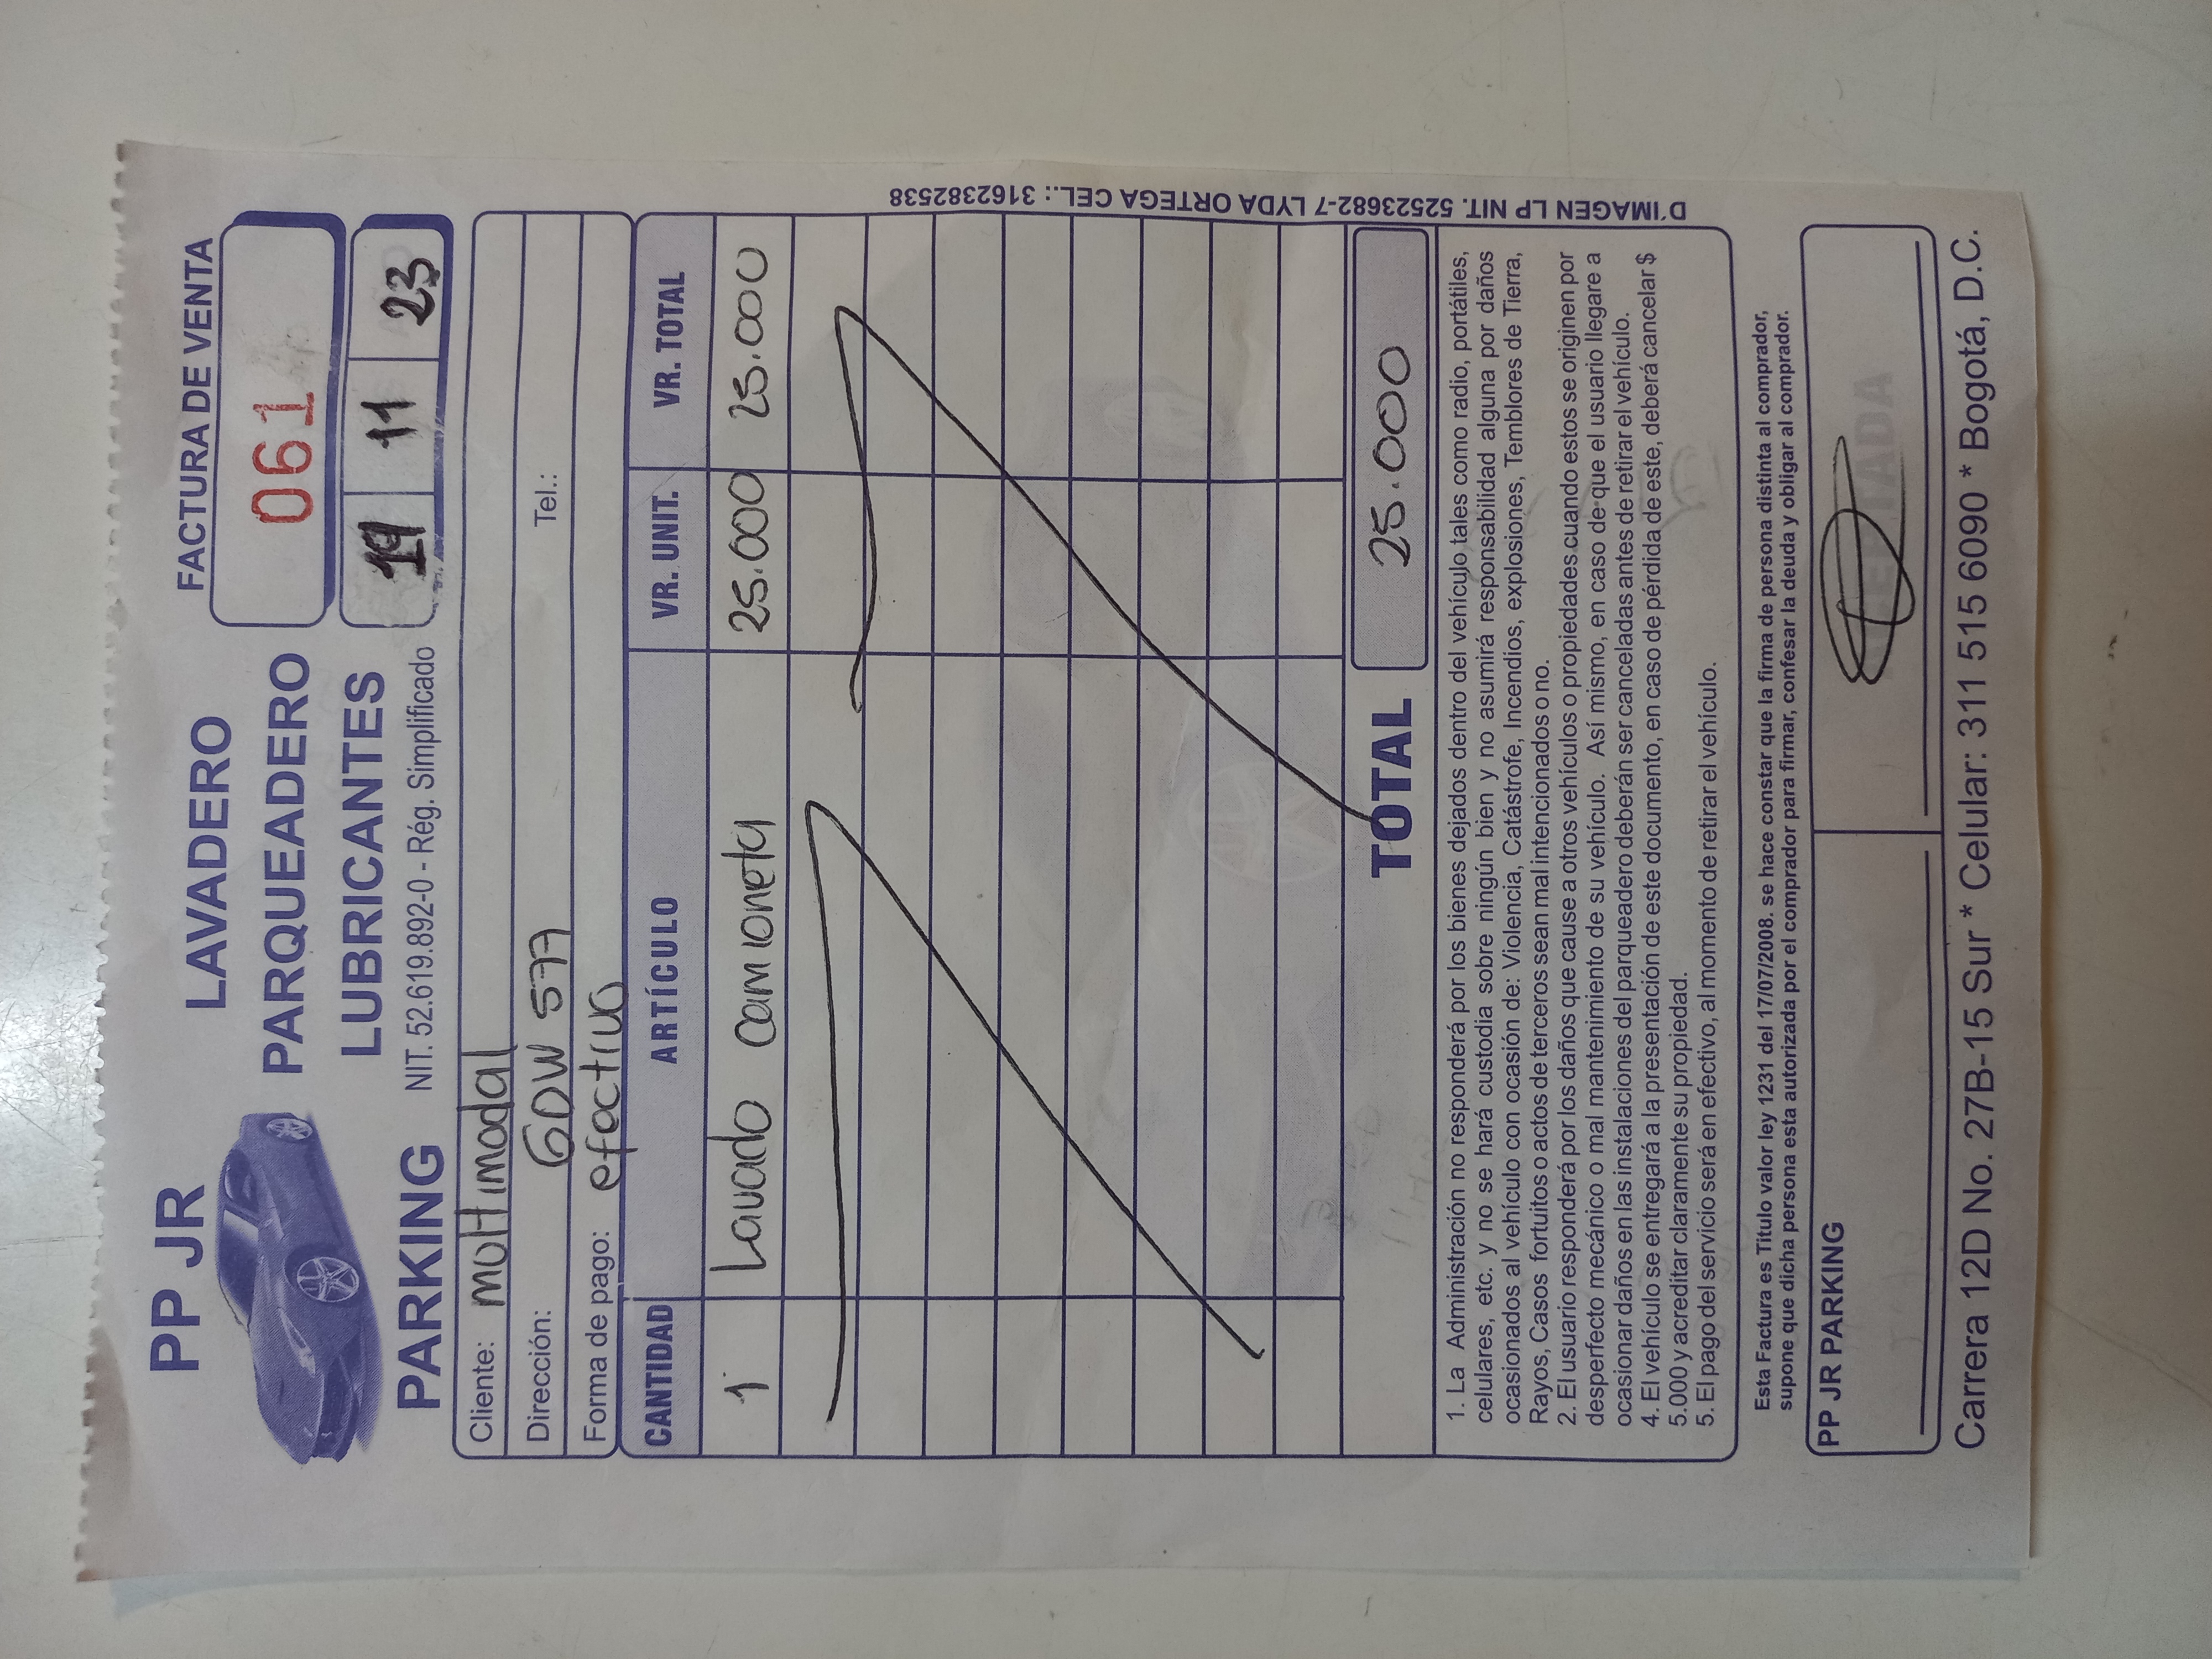 PP JR
PARKING
LAVADERO
PARQUEADERO
LUBRICANTES
NIT. 52.619.892-0 - Rég. Simplificado
FACTURA DE VENTA
061
11 23
Cliente: multimodal
Dirección: GDW 577 Tel.:
Forma de pago: efectivo
CANTIDAD ARTÍCULO VR. UNIT. VR. TOTAL
1 Lavado camioneta 25.000 25.000
TOTAL 25.000
1. La Administración no responderá por los bienes dejados dentro del vehículo tales como radio, portátiles,
celulares, etc. y no se hará custodia sobre ningún bien y no asumirá responsabilidad alguna por daños
ocasionados al vehículo con ocasión de: Violencia, Catástrofe, Incendios, explosiones, Temblores de Tierra,
Rayos, Casos fortuitos o actos de terceros sean mal intencionados o no.
2. El usuario responderá por los daños que cause a otros vehículos o propiedades cuando estos se originen por
desperfecto mecánico o mal mantenimiento de su vehículo. Así mismo, en caso de que el usuario llegare a
ocasionar daños en las instalaciones del parqueadero deberán ser canceladas antes de retirar el vehículo.
4. El vehículo se entregará a la presentación de este documento, en caso de pérdida de este, deberá cancelar $
5.000 y acreditar claramente su propiedad.
5. El pago del servicio será en efectivo, al momento de retirar el vehículo.
Esta Factura es Titulo valor ley 1231 del 17/07/2008. se hace constar que la firma de persona distinta al comprador,
supone que dicha persona esta autorizada por el comprador para firmar, confesar la deuda y obligar al comprador.
PP JR PARKING
Carrera 12D No. 27B-15 Sur * Celular: 311 515 6090 * Bogotá, D.C.
D'IMAGEN LP NIT. 52523682-7 LYDA ORTEGA CEL.: 3162382538